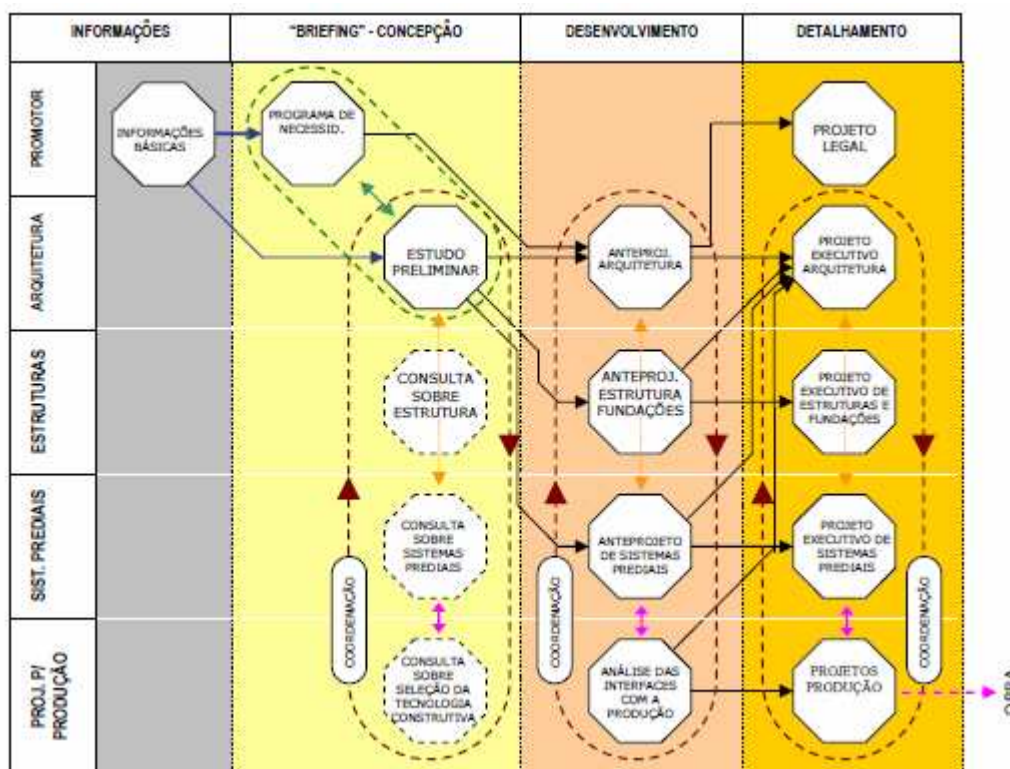 INFORMAÇÕES
"BRIEFING" - CONCEPÇÃO
DESENVOLVIMENTO
DETALHAMENTO
PROMOTOR
INFORMAÇÕES
BÁSICAS
PROGRAMA DE
NECESSID.
PROJETO
LEGAL
ARQUITETURA
ESTUDO
PRELIMINAR
ANTEPROJ.
ARQUITETURA
PROJETO
EXECUTIVO
ARQUITETURA
ESTRUTURAS
CONSULTA
SOBRE
ESTRUTURA
ANTEPROJ.
ESTRUTURA
FUNDAÇÕES
PROJETO
EXECUTIVO DE
ESTRUTURAS E
FUNDAÇÕES
SIST. PREDIAIS
CONSULTA
SOBRE
SISTEMAS
PREDIAIS
ANTEPROJETO
DE SISTEMAS
PREDIAIS
PROJETO
EXECUTIVO DE
SISTEMAS
PREDIAIS
COORDENAÇÃO
COORDENAÇÃO
COORDENAÇÃO
PROJ. P/
PRODUÇÃO
CONSULTA
SOBRE
SELEÇÃO DA
TECNOLOGIA
CONSTRUTIVA
ANÁLISE DAS
INTERFACES
COM A
PRODUÇÃO
PROJETOS
PRODUÇÃO
OBRA